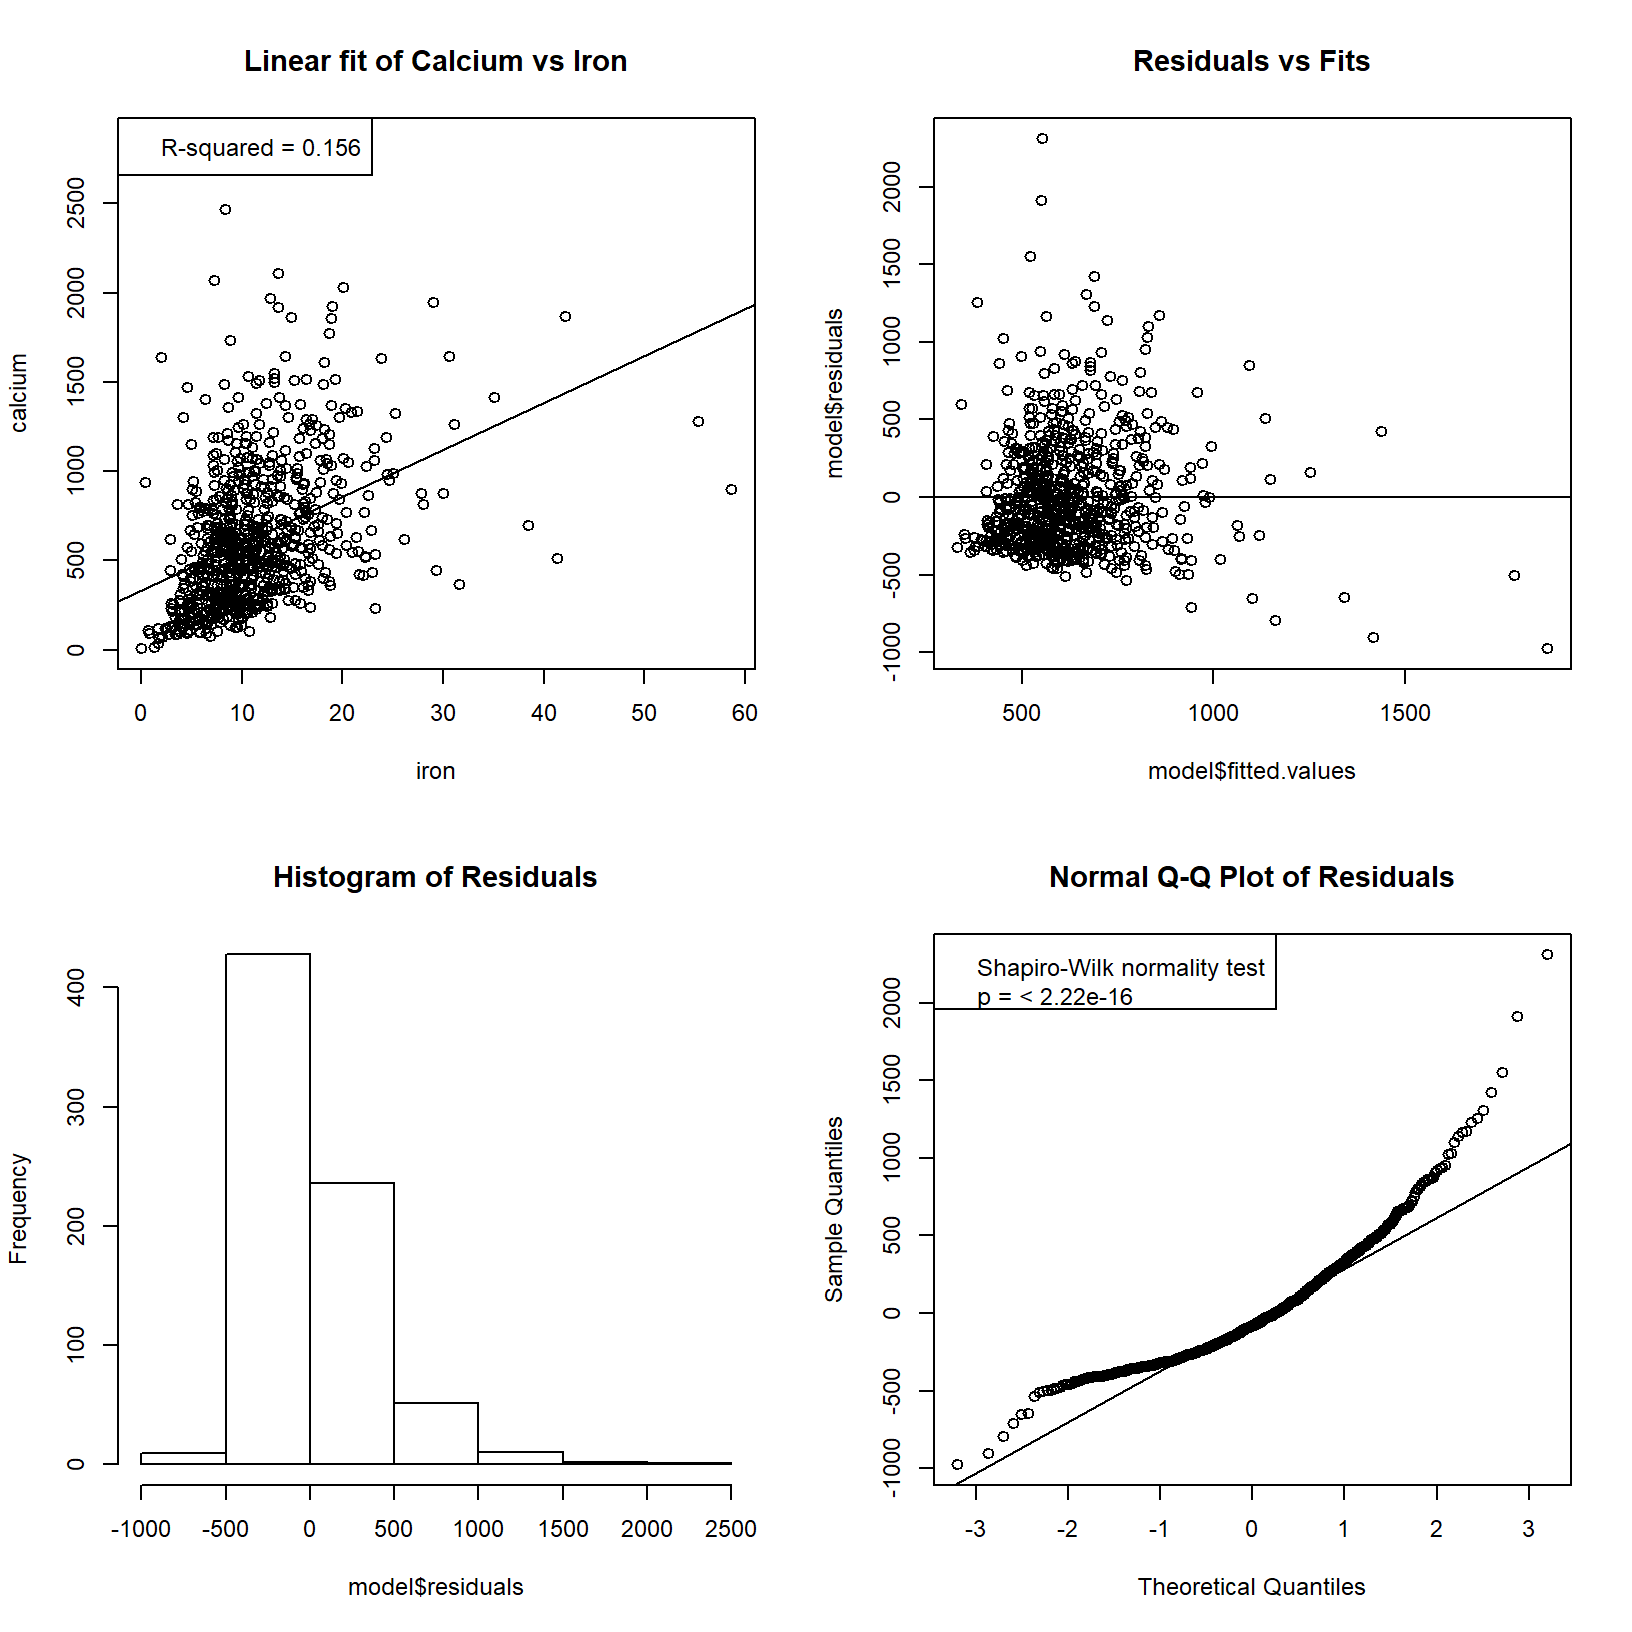 Linear fit of Calcium vs Iron
R-squared = 0.156
calcium
2500
2000
1500
1000
500
0
0 10 20 30 40 50 60
iron
Residuals vs Fits
model$residuals
2000
1500
1000
500
0
-500
-1000
500 1000 1500
model$fitted.values
Histogram of Residuals
Frequency
400
300
200
100
0
-1000 -500 0 500 1000 1500 2000 2500
model$residuals
Normal Q-Q Plot of Residuals
Shapiro-Wilk normality test
p = < 2.22e-16
Sample Quantiles
2000
1500
1000
500
0
-500
-1000
-3 -2 -1 0 1 2 3
Theoretical Quantiles